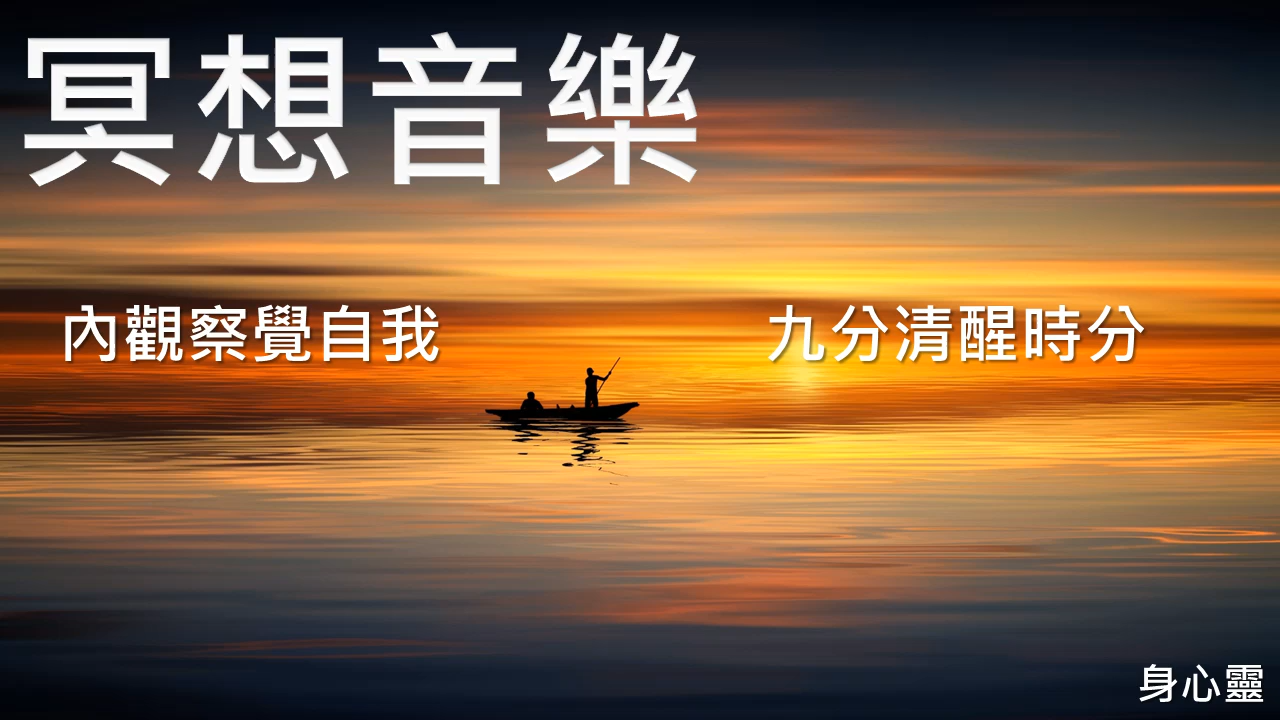 冥想音樂
內觀察覺自我
九分清醒時分
身心靈